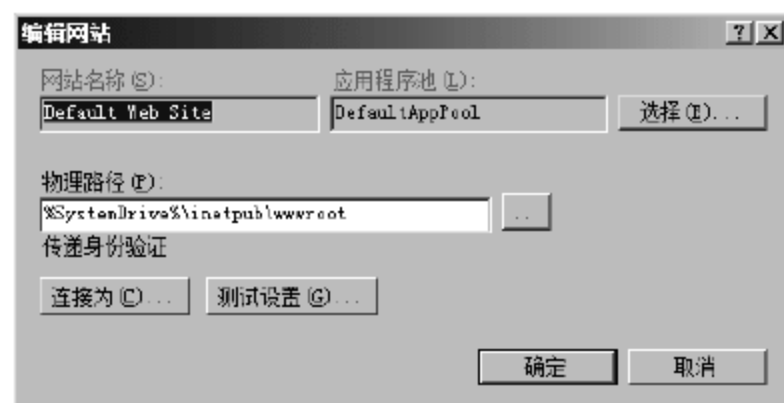 编辑网站
网站名称(S): 应用程序池(L):
Default Web Site DefaultAppPool 选择(E)...
物理路径(P):
%SystemDrive%\inetpub\wwwroot ..
传递身份验证
连接为(C)... 测试设置(G)...
确定 取消